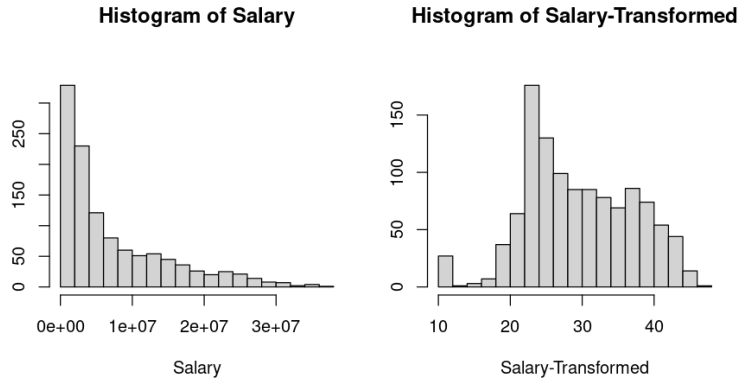 Histogram of Salary
250
150
50
0
0e+00 1e+07 2e+07 3e+07
Salary
Histogram of Salary-Transformed
150
100
50
0
10 20 30 40
Salary-Transformed